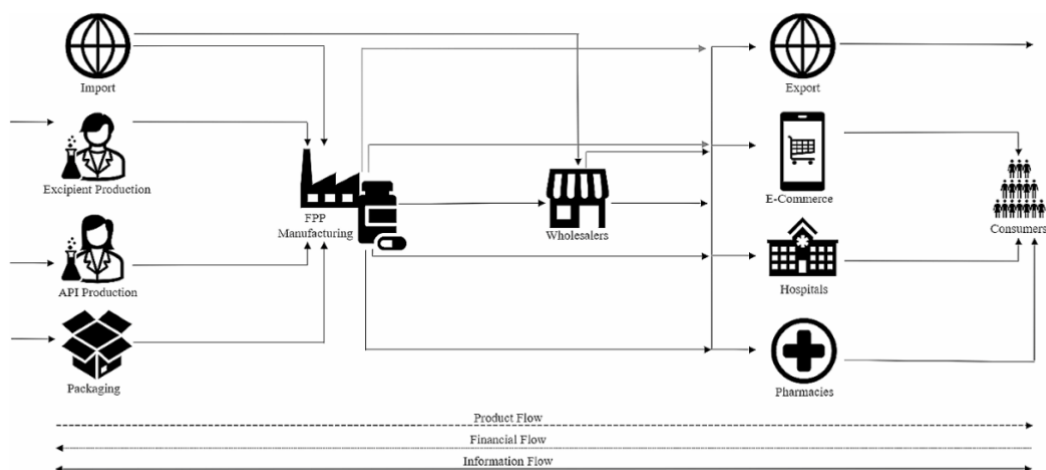 Import
Export
Excipient Production
E-Commerce
FPP
Manufacturing
Wholesalers
Consumers
API Production
Hospitals
Packaging
Pharmacies
Product Flow
Financial Flow
Information Flow